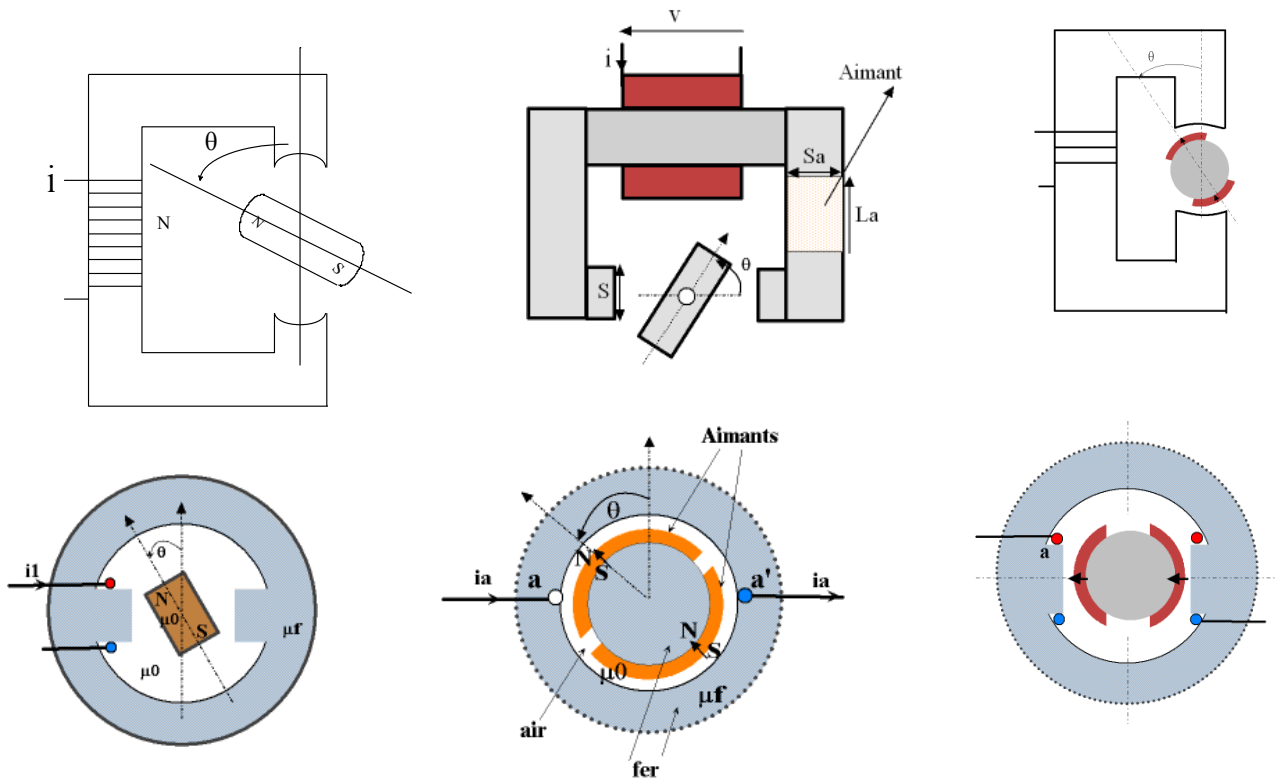 θ
i
N
N
S
v
i
Aimant
Sa
La
S
θ
θ
θ
i1
N
μ0
S
μf
μ0
Aimants
θ
N
S
ia
a
a'
ia
N
S
μ0
μf
air
fer
a